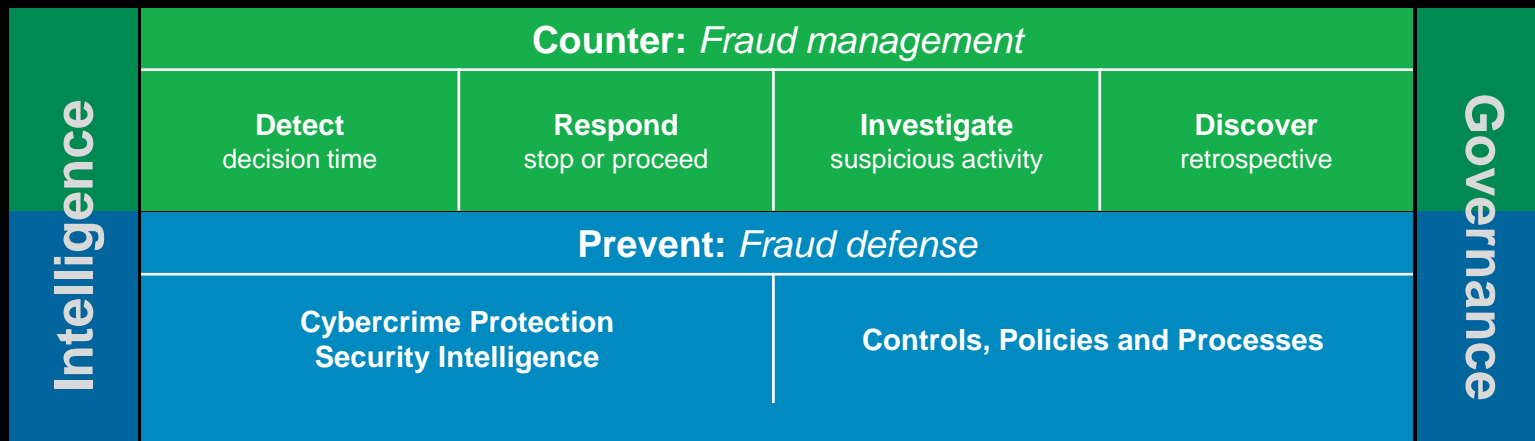 Intelligence
Counter: Fraud management
Detect
decision time
Respond
stop or proceed
Investigate
suspicious activity
Discover
retrospective
Prevent: Fraud defense
Cybercrime Protection
Security Intelligence
Controls, Policies and Processes
Governance